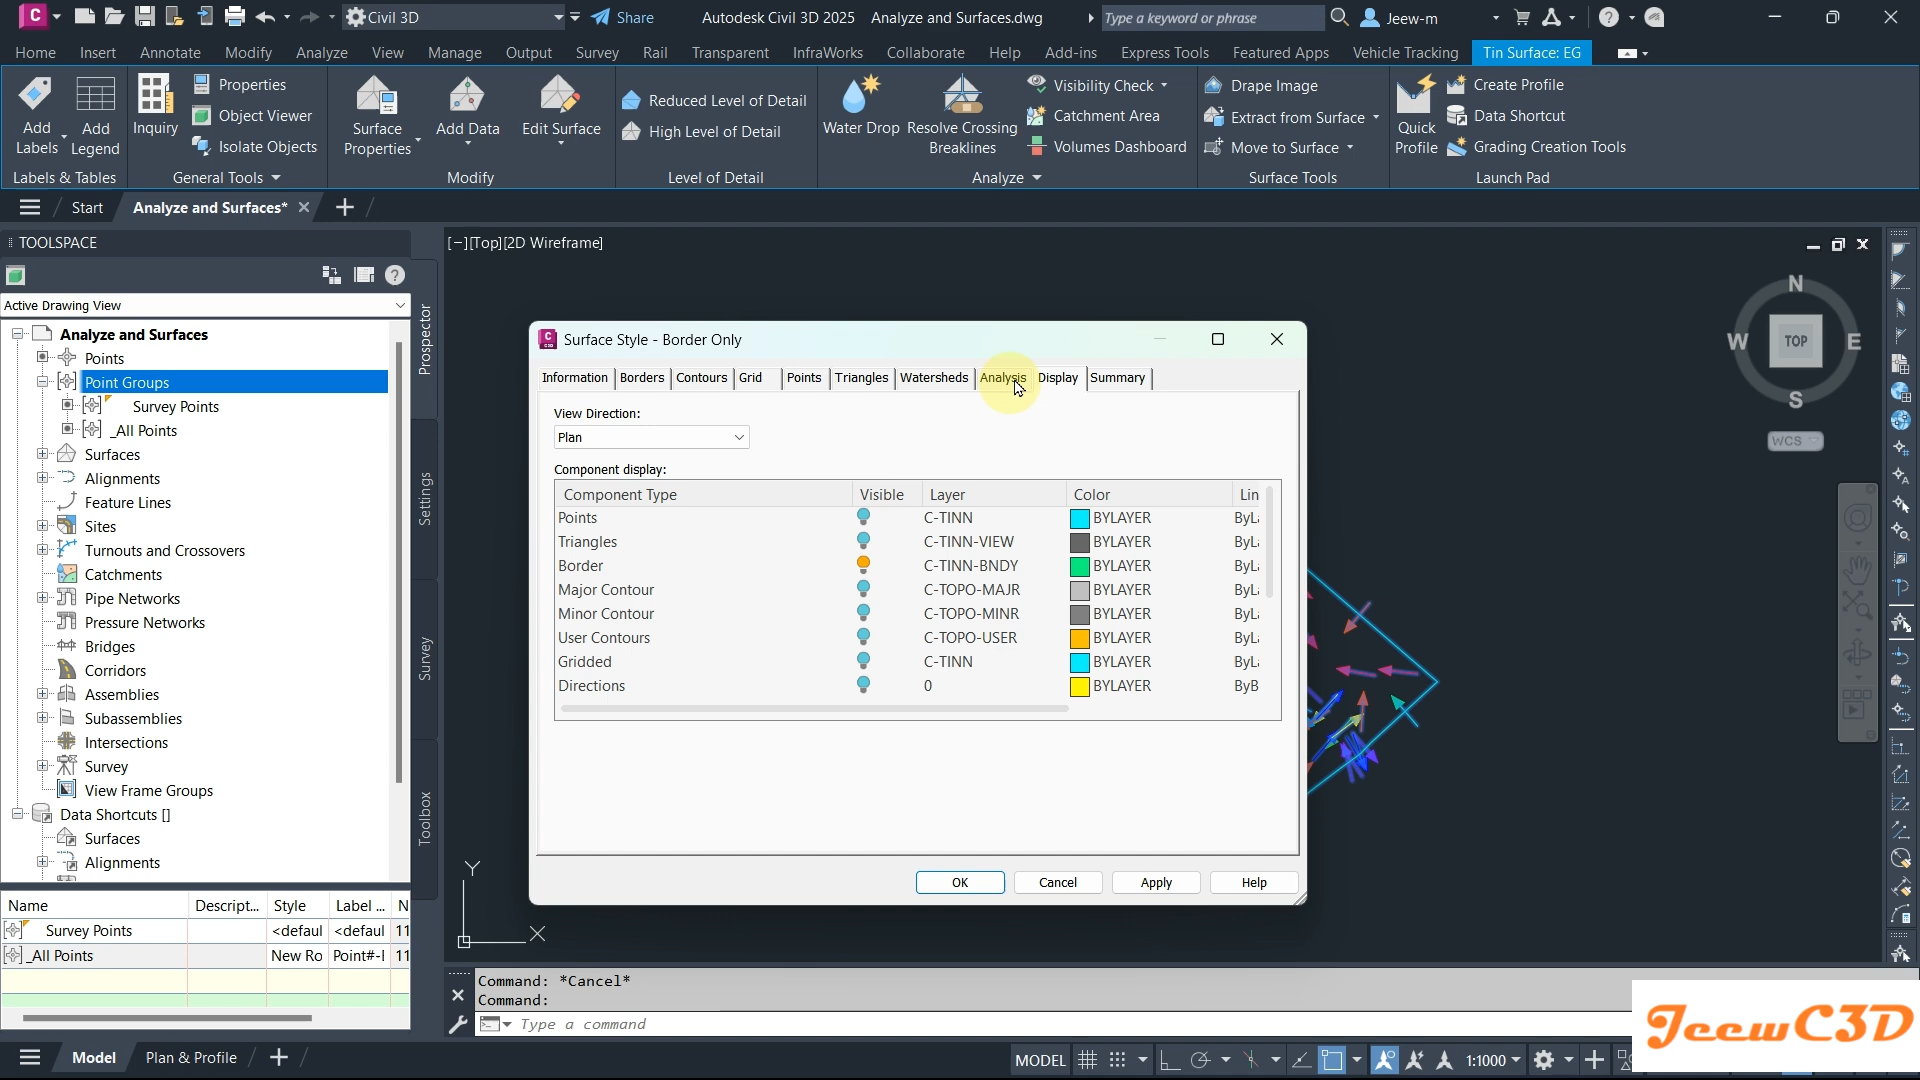 C
Civil 3D
Share
Autodesk Civil 3D 2025
Analyze and Surfaces.dwg
Type a keyword or phrase
Jeew-m
Home
Insert
Annotate
Modify
Analyze
View
Manage
Output
Survey
Rail
Transparent
InfraWorks
Collaborate
Help
Add-ins
Express Tools
Featured Apps
Vehicle Tracking
Tin Surface: EG
Add Labels
Add Legend
Labels & Tables
Inquiry
Properties
Object Viewer
Isolate Objects
General Tools
Surface Properties
Add Data
Edit Surface
Modify
Reduced Level of Detail
High Level of Detail
Level of Detail
Water Drop
Resolve Crossing Breaklines
Visibility Check
Catchment Area
Volumes Dashboard
Analyze
Drape Image
Extract from Surface
Move to Surface
Surface Tools
Quick Profile
Create Profile
Data Shortcut
Grading Creation Tools
Launch Pad
Start
Analyze and Surfaces*
TOOLSPACE
Active Drawing View
Analyze and Surfaces
Points
Point Groups
Survey Points
_All Points
Surfaces
Alignments
Feature Lines
Sites
Turnouts and Crossovers
Catchments
Pipe Networks
Pressure Networks
Bridges
Corridors
Assemblies
Subassemblies
Intersections
Survey
View Frame Groups
Data Shortcuts []
Surfaces
Alignments
Prospector
Settings
Survey
Toolbox
Name
Descript...
Style
Label ...
N
Survey Points
<defaul
<defaul
11
_All Points
New Ro
Point#-I
11
[−][Top][2D Wireframe]
N
W
TOP
E
S
WCS
Surface Style - Border Only
Information
Borders
Contours
Grid
Points
Triangles
Watersheds
Analysis
Display
Summary
View Direction:
Plan
Component display:
Component Type
Visible
Layer
Color
Lin
Points
C-TINN
BYLAYER
ByL
Triangles
C-TINN-VIEW
BYLAYER
ByL
Border
C-TINN-BNDY
BYLAYER
ByL
Major Contour
C-TOPO-MAJR
BYLAYER
ByL
Minor Contour
C-TOPO-MINR
BYLAYER
ByL
User Contours
C-TOPO-USER
BYLAYER
ByL
Gridded
C-TINN
BYLAYER
ByL
Directions
0
BYLAYER
ByB
OK
Cancel
Apply
Help
Y
X
Command: *Cancel*
Command:
Type a command
Model
Plan & Profile
MODEL
1:1000
JeewC3D